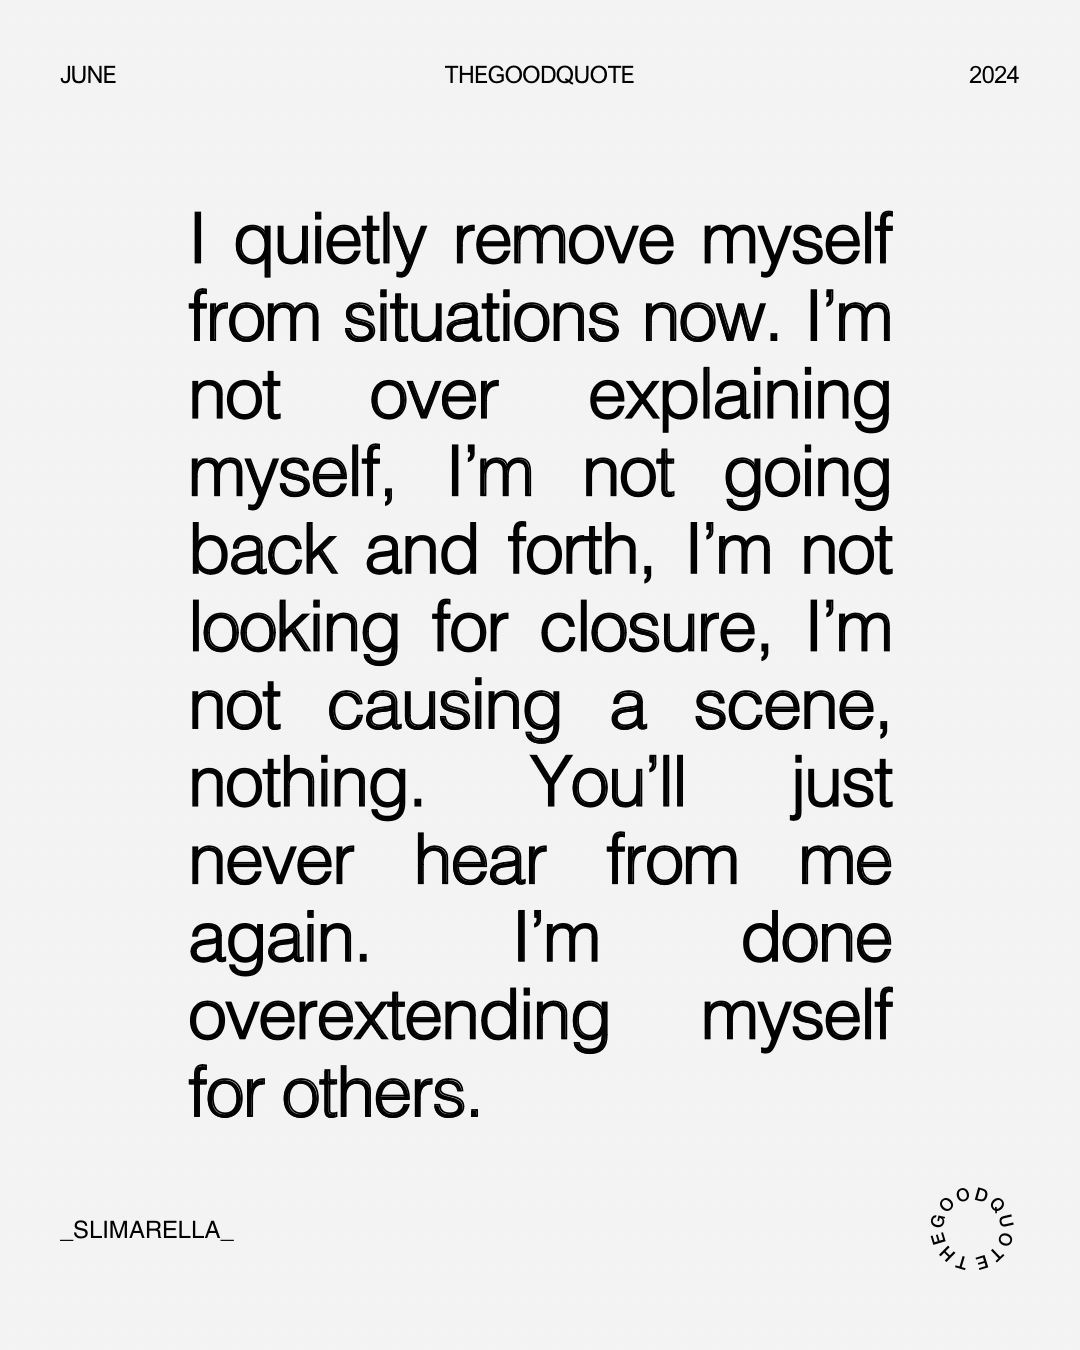 JUNE THEGOODQUOTE 2024
I quietly remove myself
from situations now. I’m
not over explaining
myself, I’m not going
back and forth, I’m not
looking for closure, I’m
not causing a scene,
nothing. You’ll just
never hear from me
again. I’m done
overextending myself
for others.
_SLIMARELLA_
THEGOODQUOTE